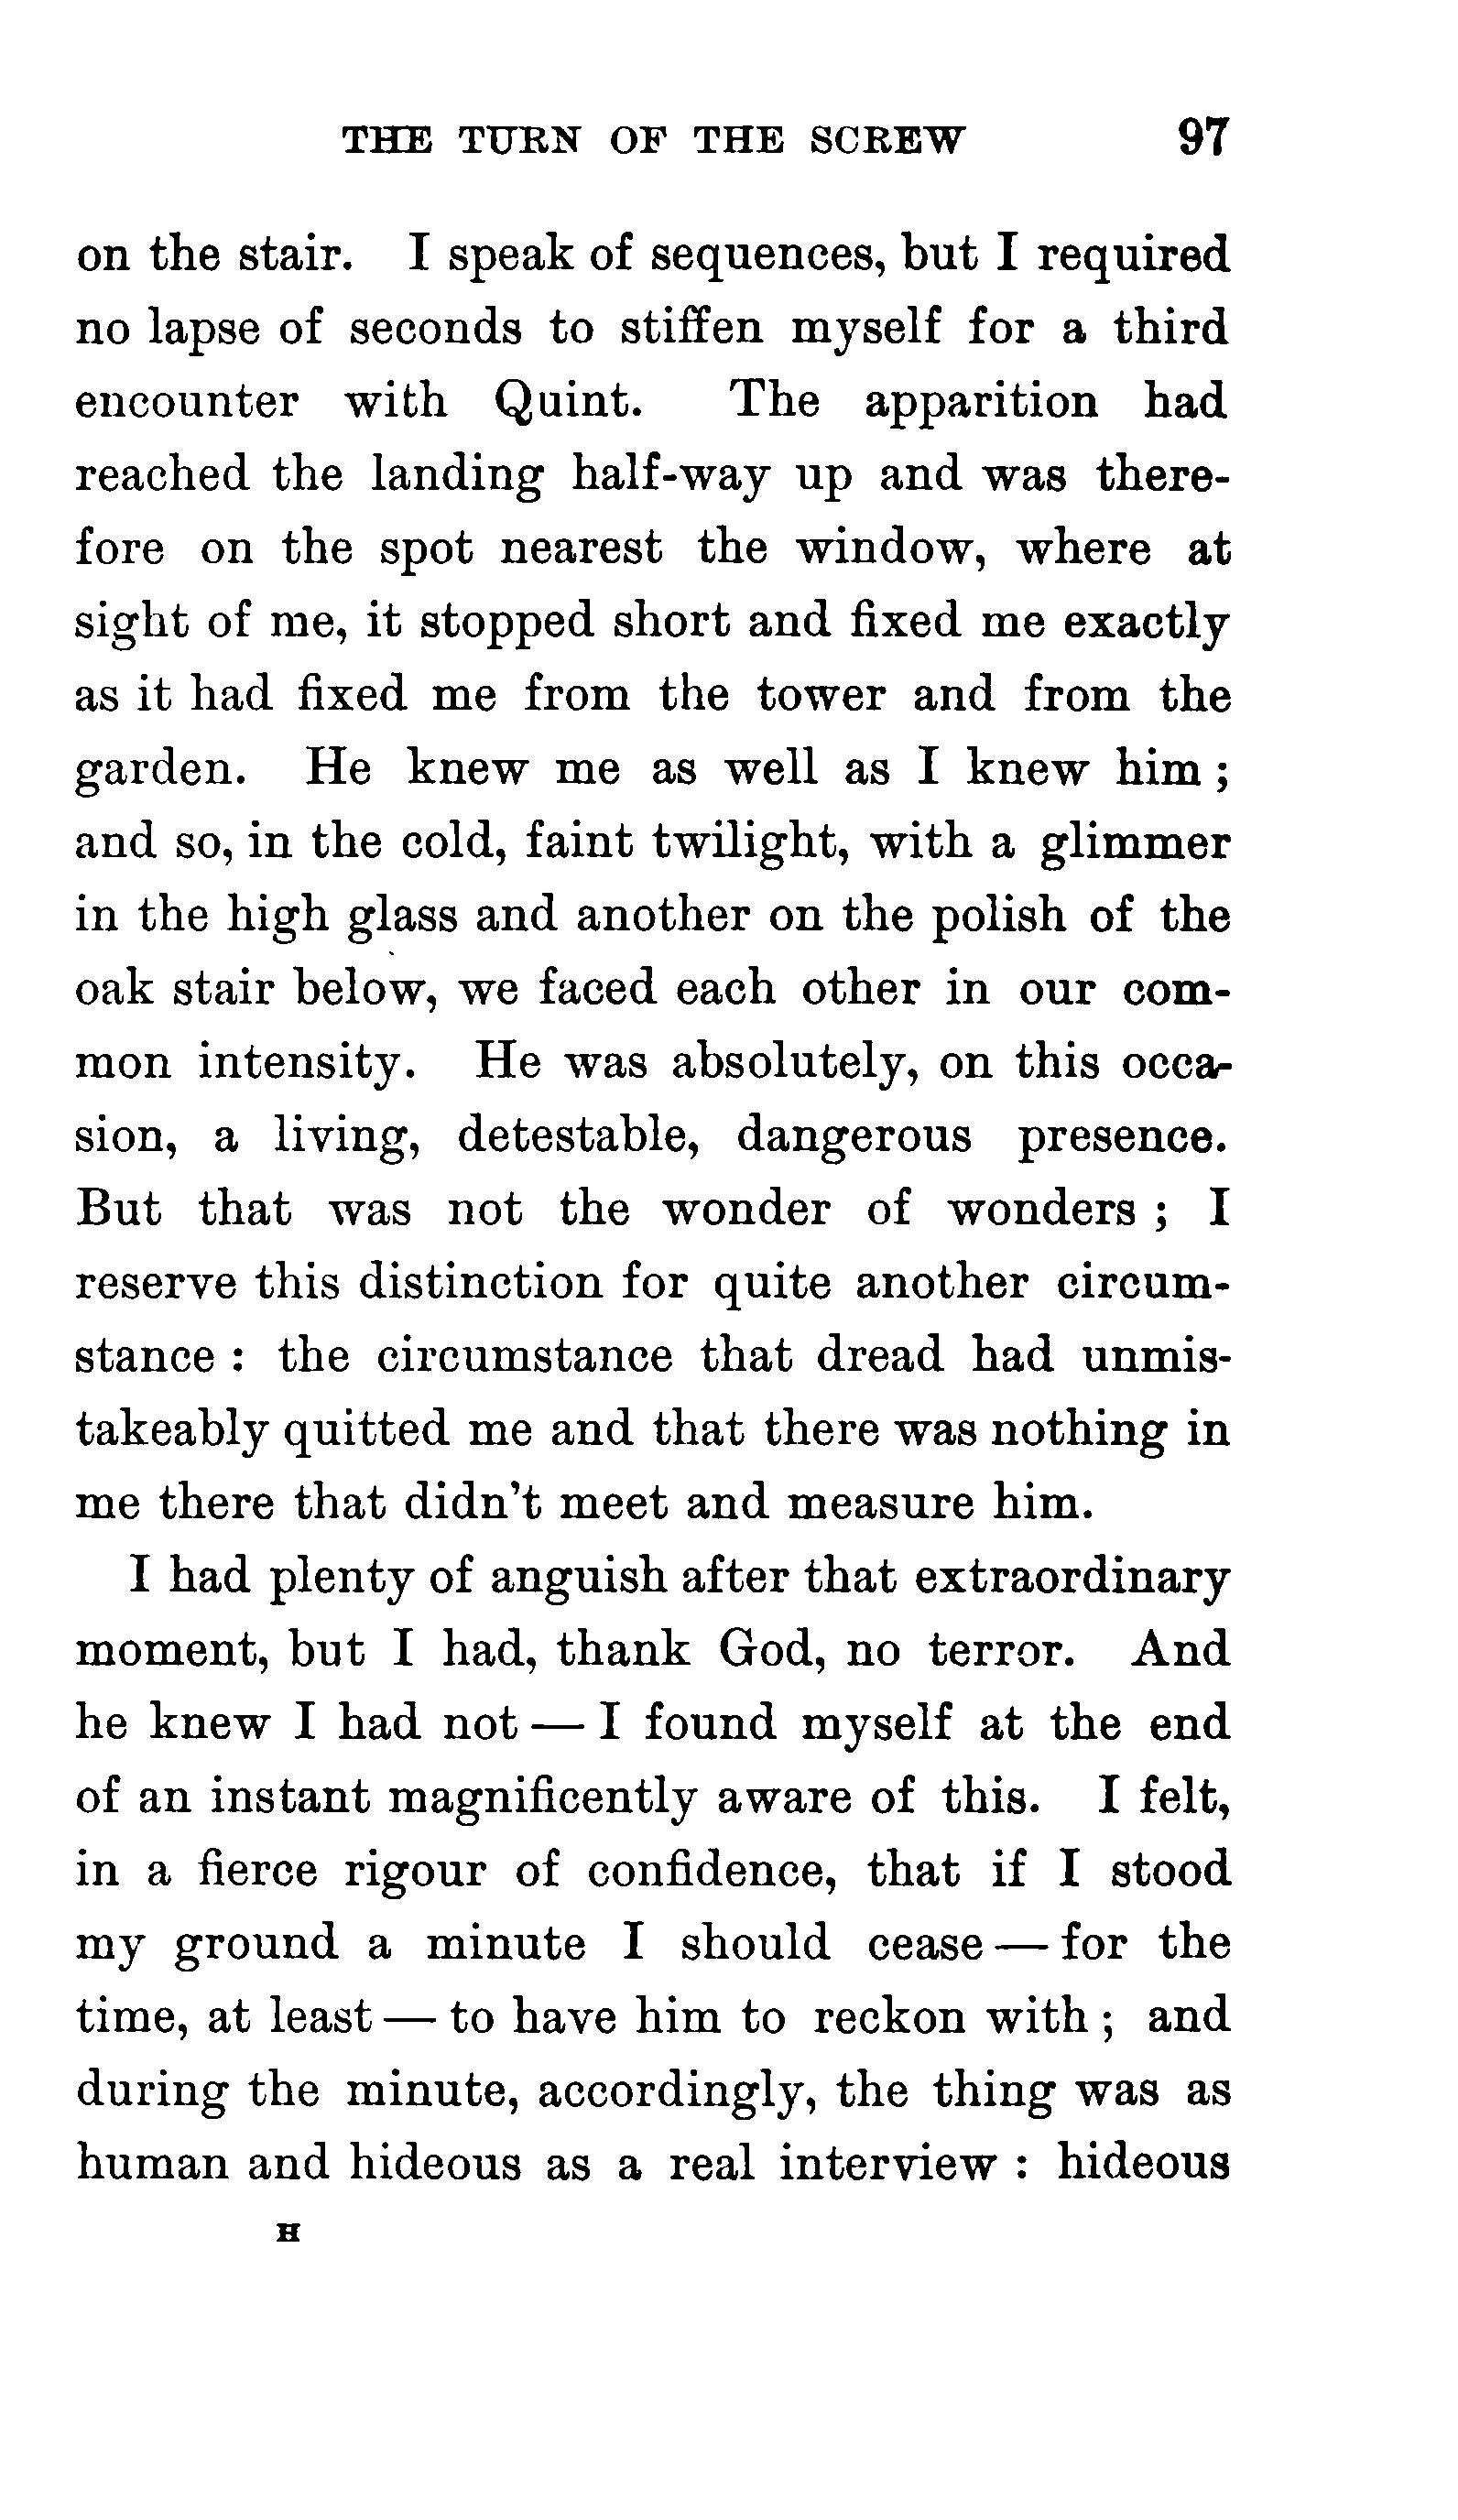 THE TURN OF THE SCREW 97
on the stair. I speak of sequences, but I required
no lapse of seconds to stiffen myself for a third
encounter with Quint. The apparition had
reached the landing half-way up and was there-
fore on the spot nearest the window, where at
sight of me, it stopped short and fixed me exactly
as it had fixed me from the tower and from the
garden. He knew me as well as I knew him ;
and so, in the cold, faint twilight, with a glimmer
in the high glass and another on the polish of the
oak stair below, we faced each other in our com-
mon intensity. He was absolutely, on this occa-
sion, a living, detestable, dangerous presence.
But that was not the wonder of wonders ; I
reserve this distinction for quite another circum-
stance : the circumstance that dread had unmis-
takeably quitted me and that there was nothing in
me there that didn't meet and measure him.
I had plenty of anguish after that extraordinary
moment, but I had, thank God, no terror. And
he knew I had not — I found myself at the end
of an instant magnificently aware of this. I felt,
in a fierce rigour of confidence, that if I stood
my ground a minute I should cease — for the
time, at least — to have him to reckon with ; and
during the minute, accordingly, the thing was as
human and hideous as a real interview : hideous
H